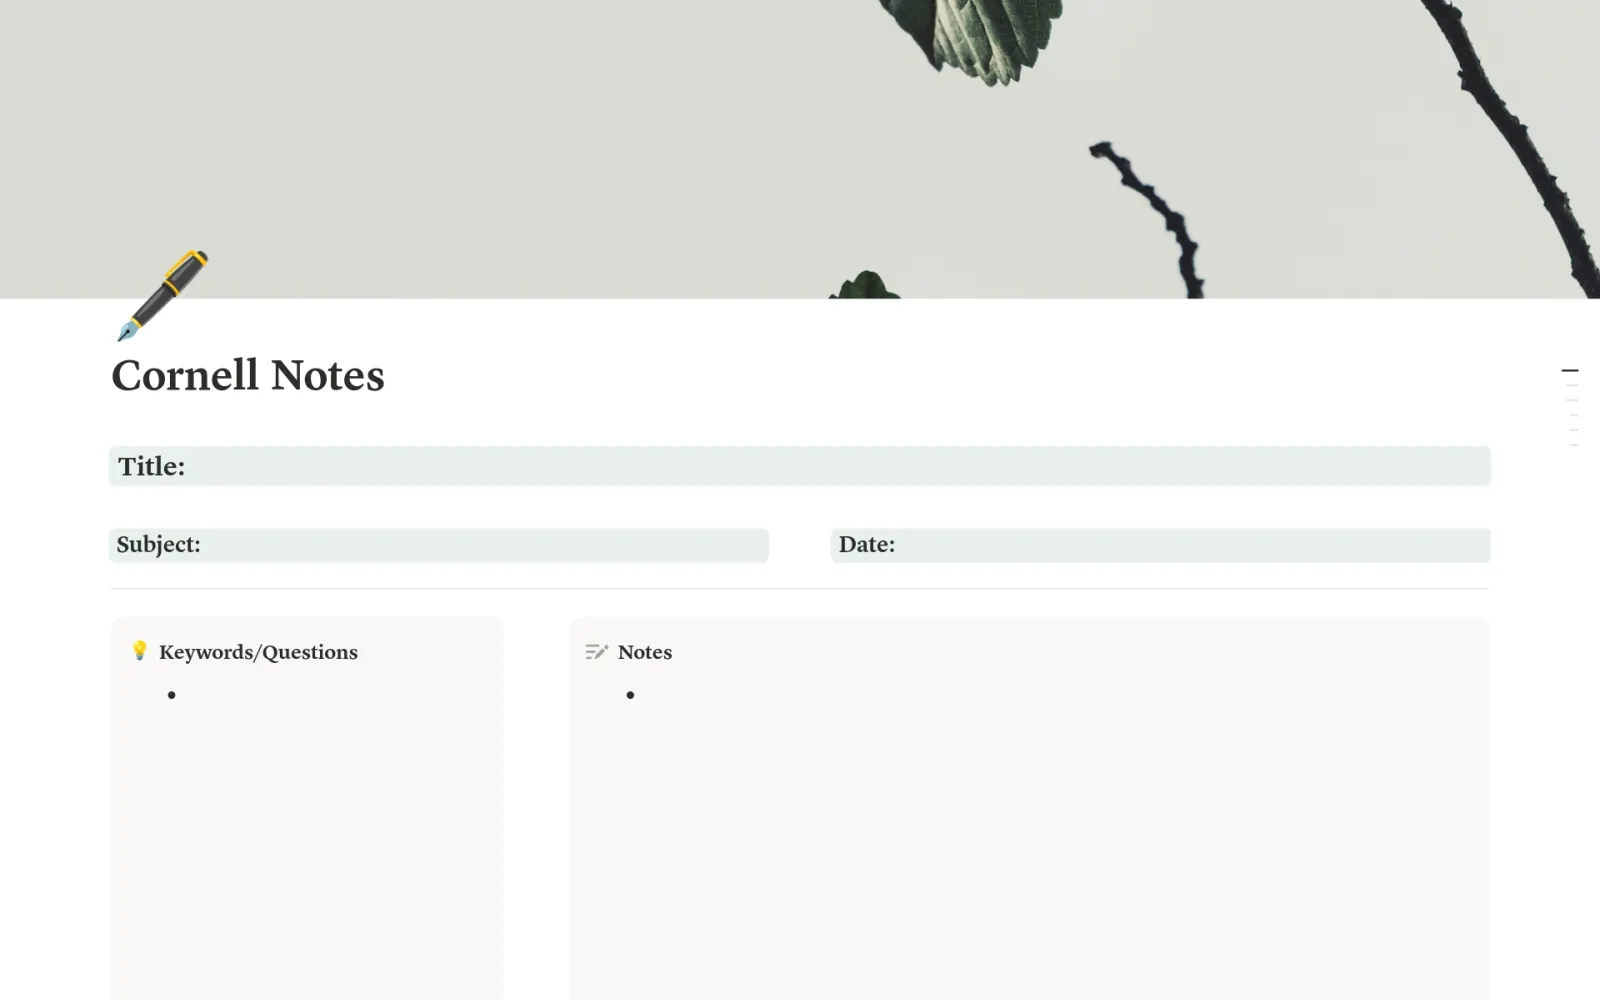 Cornell Notes
Title:
Subject:
Date:
Keywords/Questions
Notes